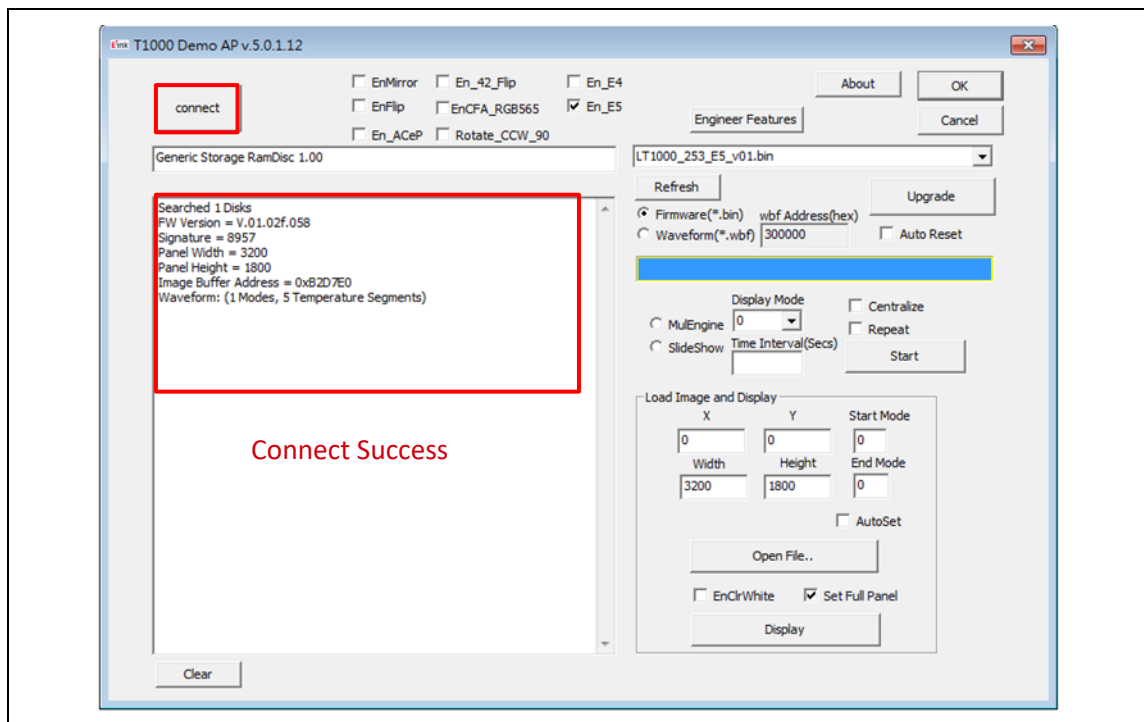 E Ink T1000 Demo AP v.5.0.1.12
connect
EnMirror En_42_Flip En_E4
EnFlip EnCFA_RGB565 En_E5
En_ACeP Rotate_CCW_90
About OK
Engineer Features Cancel
Generic Storage RamDisc 1.00
Searched 1 Disks
FW Version = V.01.02f.058
Signature = 8957
Panel Width = 3200
Panel Height = 1800
Image Buffer Address = 0xB2D7E0
Waveform: (1 Modes, 5 Temperature Segments)
Connect Success
Clear
LT1000_253_E5_v01.bin
Refresh Upgrade
Firmware(*.bin) wbf Address(hex)
Waveform(*.wbf) 300000 Auto Reset
Display Mode Centralize
MulEngine 0 Repeat
SlideShow Time Interval(Secs) Start
Load Image and Display
X Y Start Mode
0 0 0
Width Height End Mode
3200 1800 0
AutoSet
Open File..
EnClrWhite Set Full Panel
Display